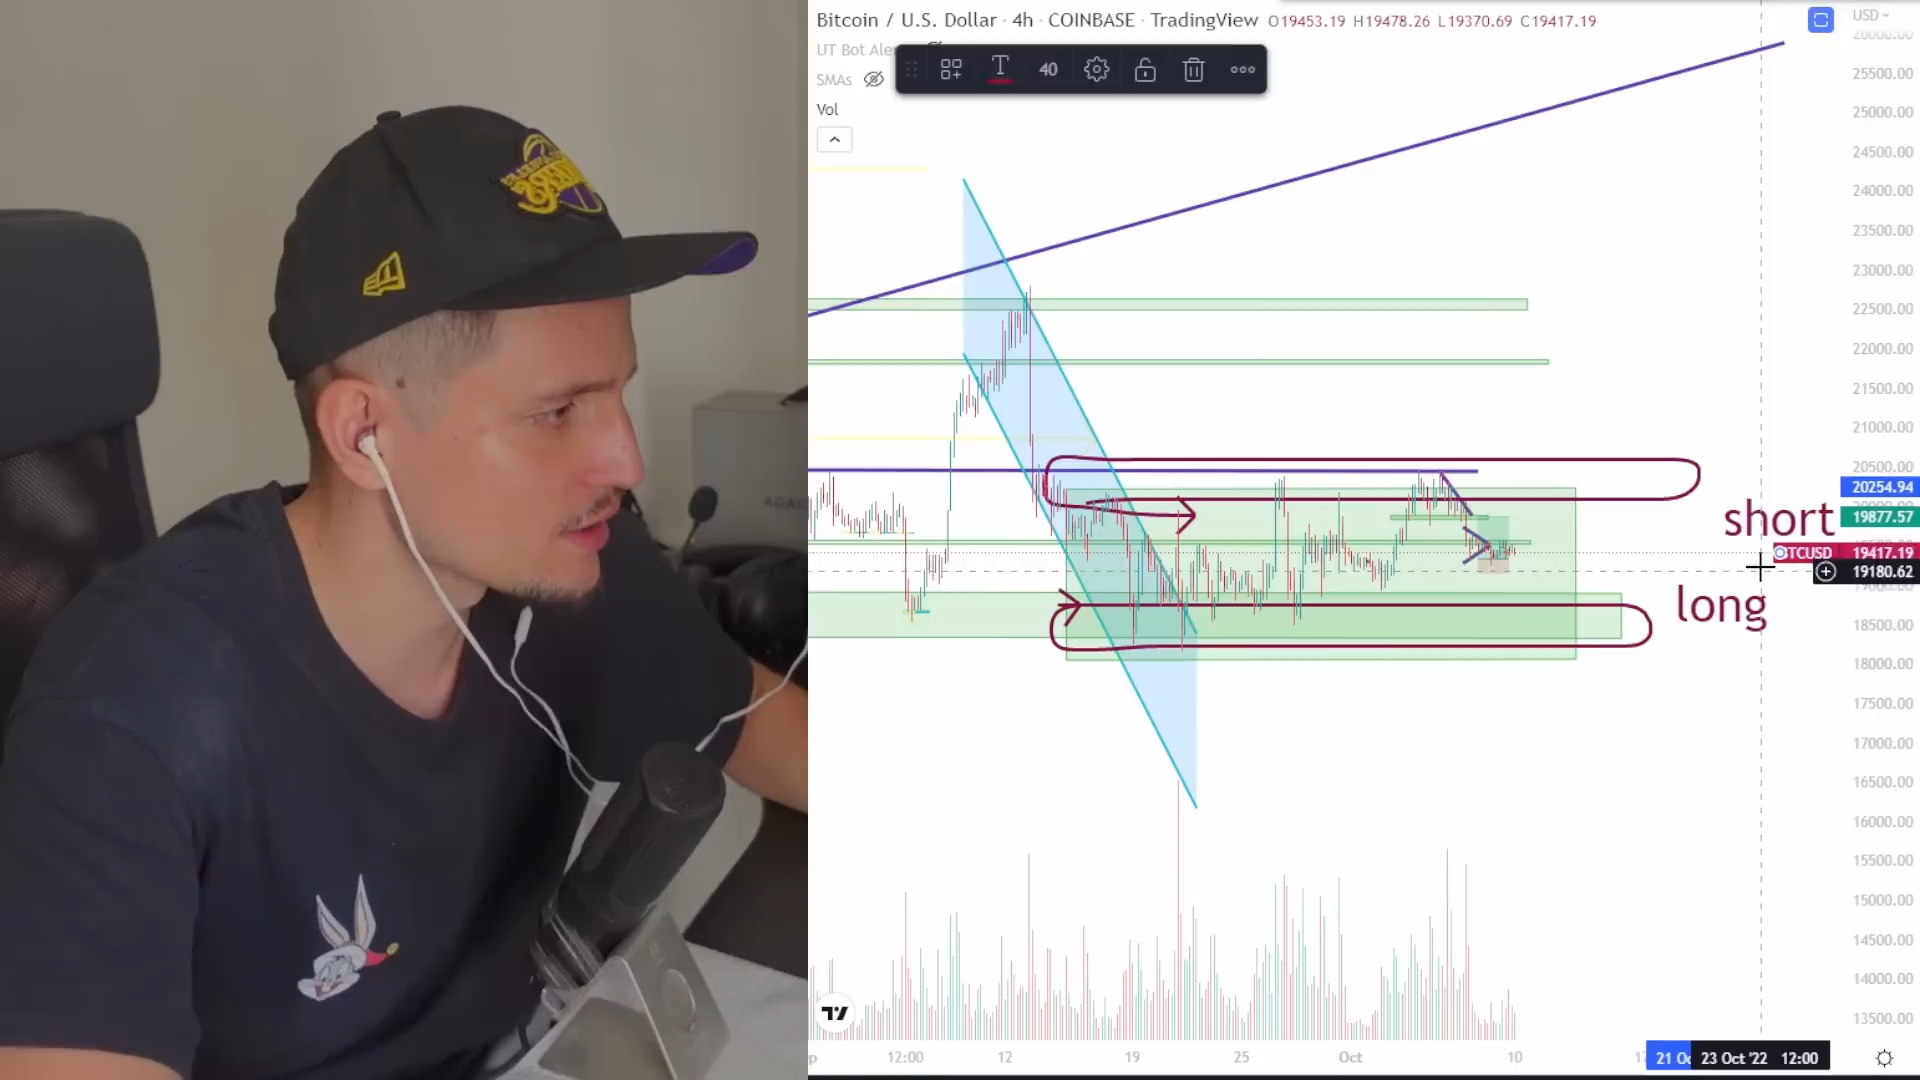 Bitcoin / U.S. Dollar · 4h · COINBASE · TradingView O19453.19 H19478.26 L19370.69 C19417.19
USD
UT Bot Aler
SMAs
40
Vol
25500.00
25000.00
24500.00
24000.00
23500.00
23000.00
22500.00
22000.00
21500.00
21000.00
20500.00
20254.94
short
19877.57
BTCUSD 19417.19
19180.62
long
18500.00
18000.00
17500.00
17000.00
16500.00
16000.00
15500.00
15000.00
14500.00
14000.00
13500.00
12:00 12 19 25 Oct 10 23 Oct '22 12:00